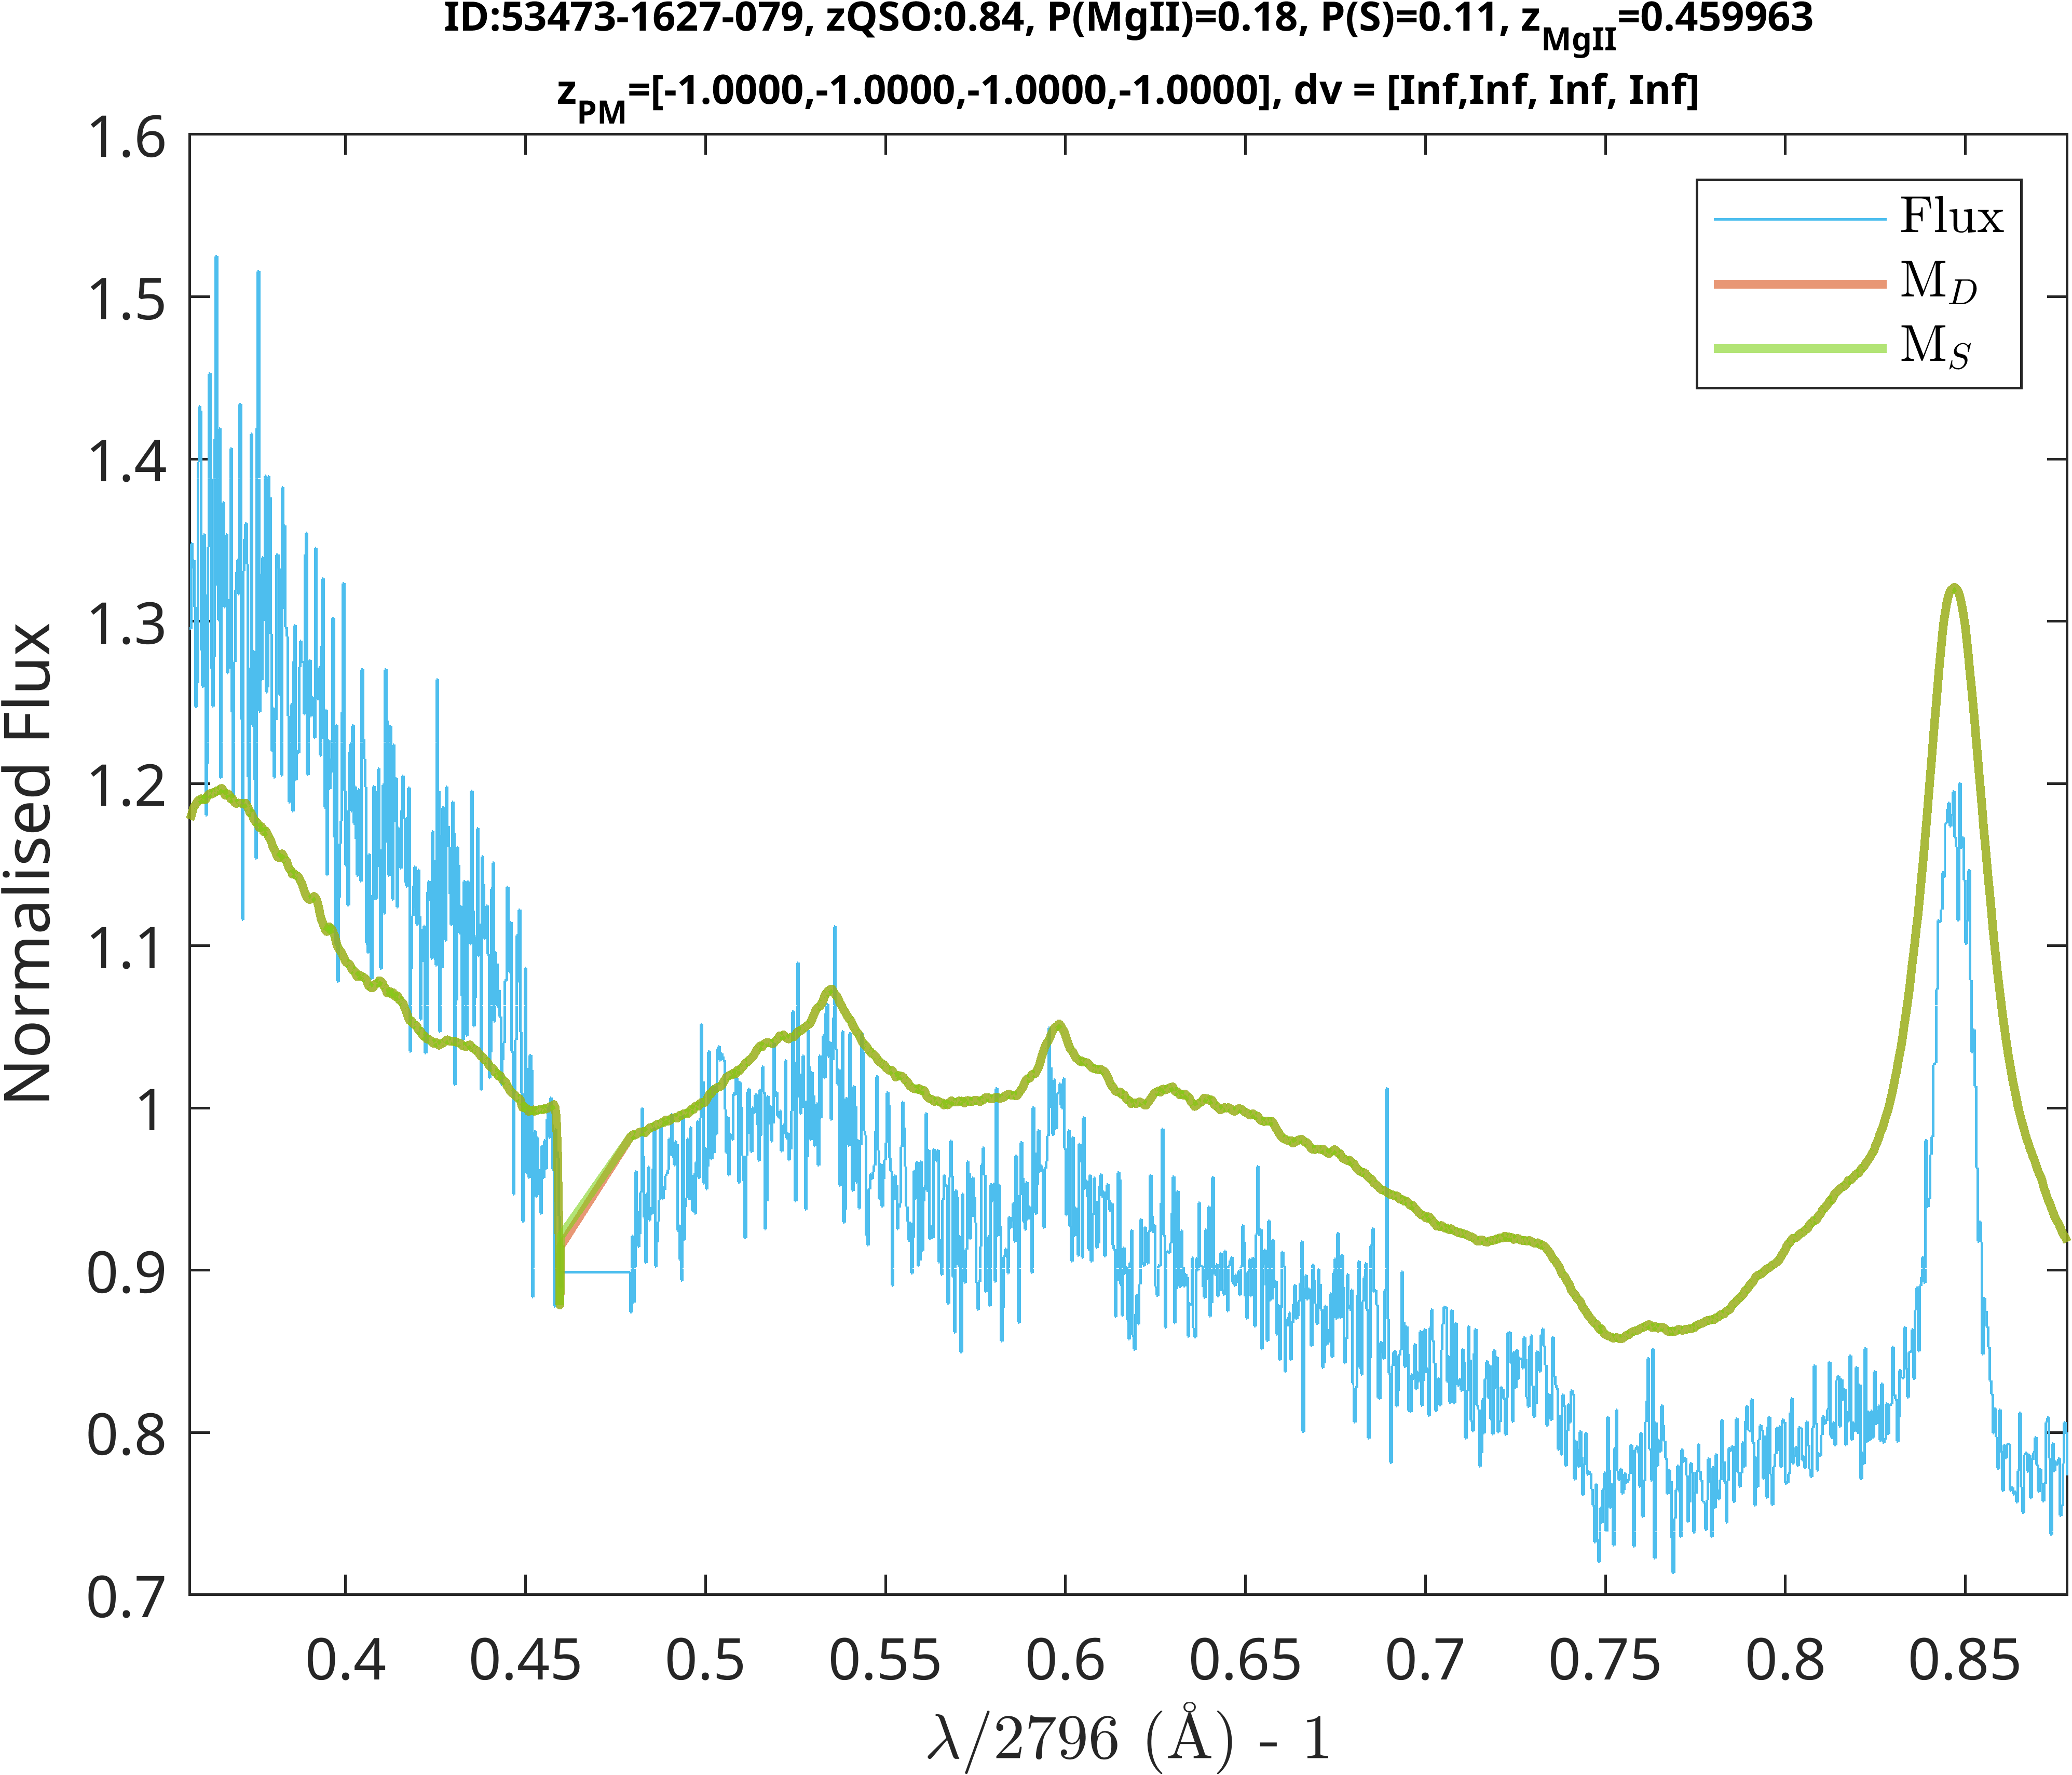 ID:53473-1627-079, zQSO:0.84, P(MgII)=0.18, P(S)=0.11, zMgII=0.459963
zPM=[-1.0000,-1.0000,-1.0000,-1.0000], dv = [Inf,Inf, Inf, Inf]
1.6
1.5
1.4
1.3
1.2
1.1
1
0.9
0.8
0.7
Normalised Flux
Flux
MD
MS
0.4 0.45 0.5 0.55 0.6 0.65 0.7 0.75 0.8 0.85
λ/2796 (Å) - 1